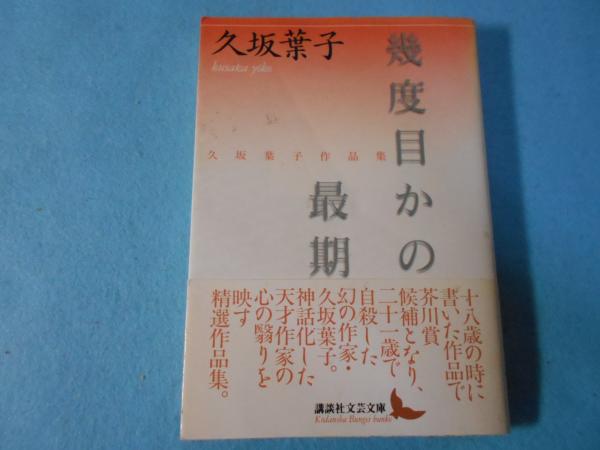 久坂葉子
kusaka yōko
幾度目かの
最期
久坂葉子作品集
十八歳の時に
書いた作品で
芥川賞
候補となり、
二十一歳で
自殺した
幻の作家・
久坂葉子。
神話化した
天才作家の
心の翳りを
映す
精選作品集。
講談社文芸文庫
Kodansha Bungei bunko